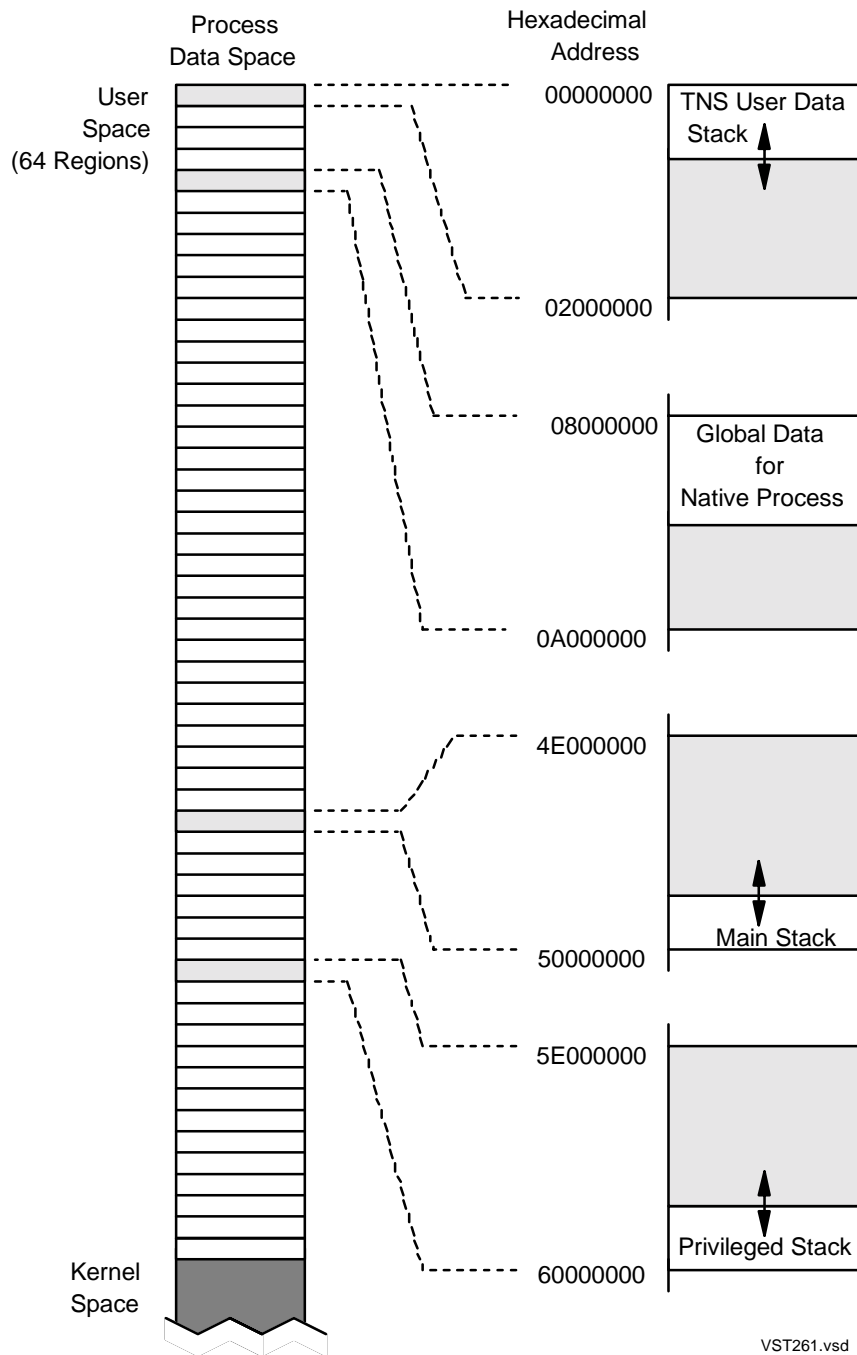 Process
Data Space
Hexadecimal
Address
User
Space
(64 Regions)
00000000
TNS User Data
Stack
02000000
08000000
Global Data
for
Native Process
0A000000
4E000000
Main Stack
50000000
5E000000
Privileged Stack
60000000
Kernel
Space
VST261.vsd